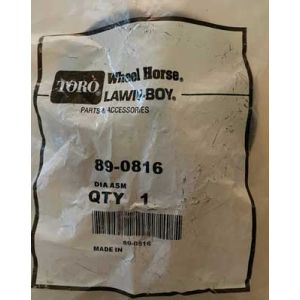 TORO Wheel Horse®
LAWN-BOY®
PARTS & ACCESSORIES
89-0816
DIA ASM
QTY 1
89-0816
MADE IN